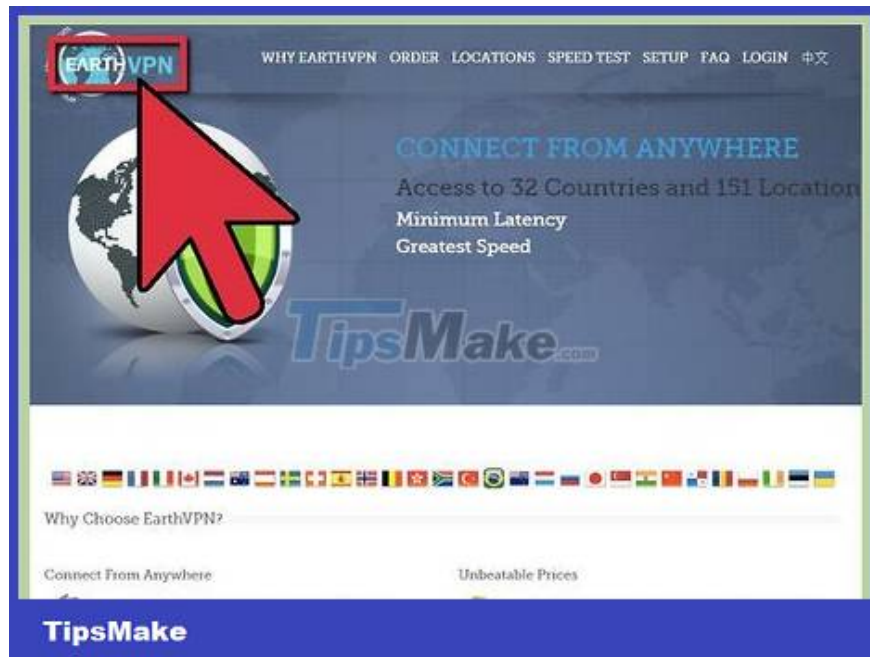 EARTHVPN
WHY EARTHVPN ORDER LOCATIONS SPEED TEST SETUP FAQ LOGIN 中文
CONNECT FROM ANYWHERE
Access to 32 Countries and 151 Location
Minimum Latency
Greatest Speed
TipsMake.com
Why Choose EarthVPN?
Connect From Anywhere
Unbeatable Prices
TipsMake